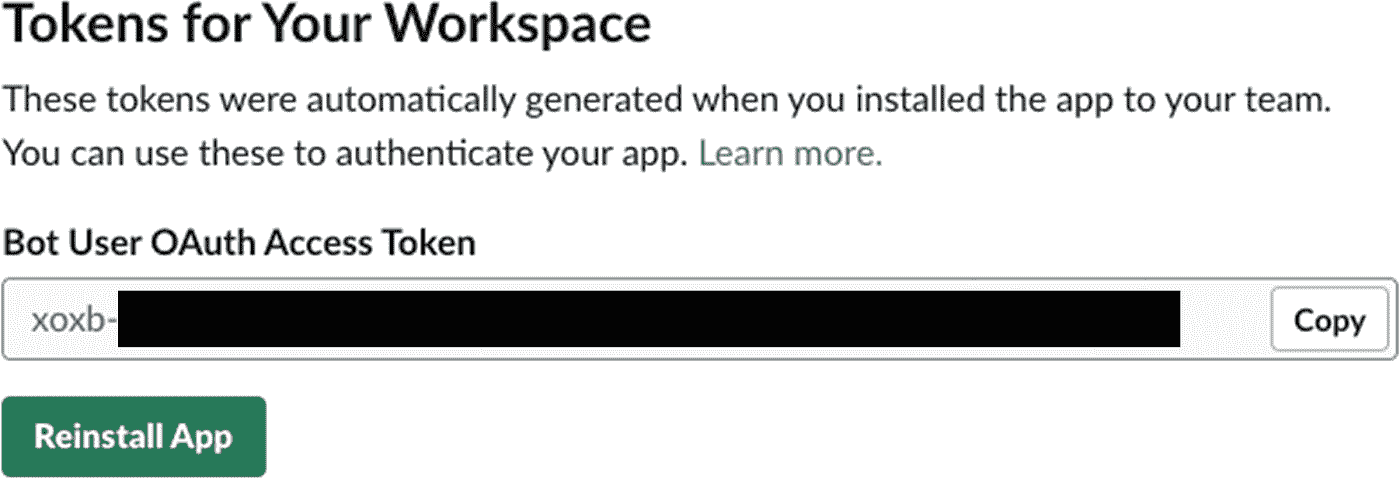 Tokens for Your Workspace
These tokens were automatically generated when you installed the app to your team.
You can use these to authenticate your app. Learn more.
Bot User OAuth Access Token
xoxb-
Copy
Reinstall App